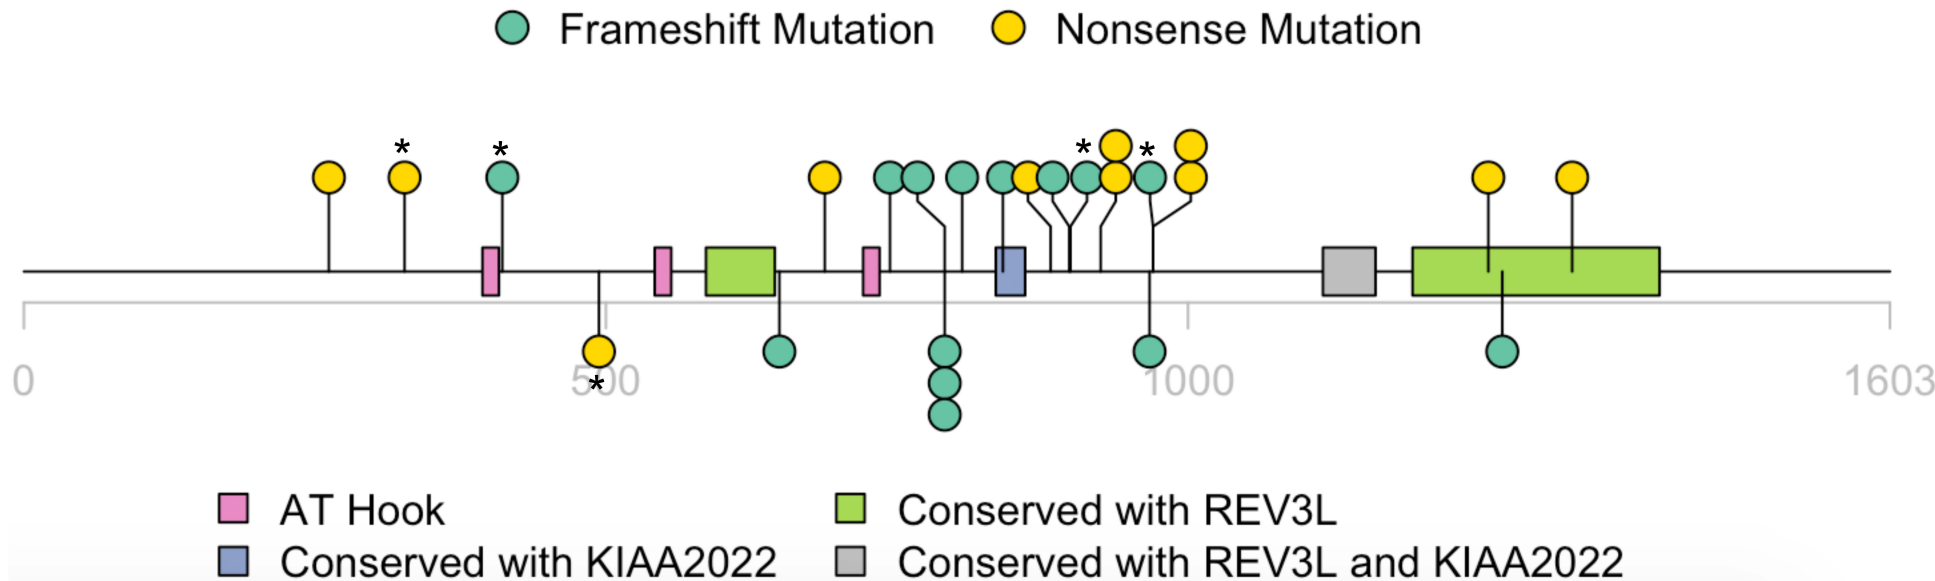 Frameshift Mutation Nonsense Mutation
* * * *
*
0 500 1000 1603
AT Hook Conserved with REV3L
Conserved with KIAA2022 Conserved with REV3L and KIAA2022